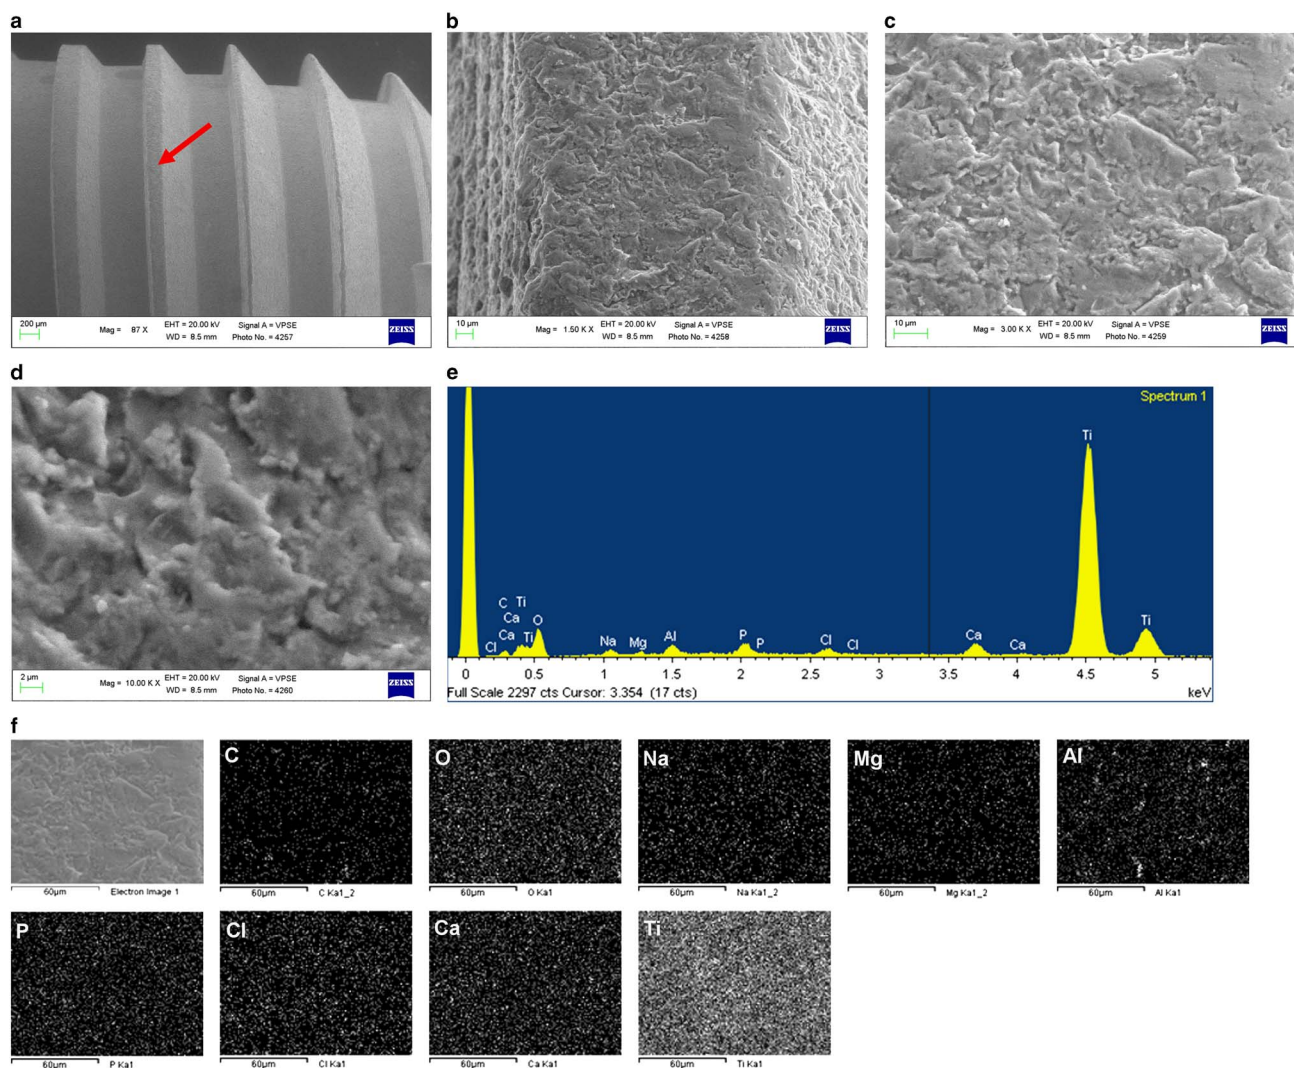 a
b
c
200 µm
Mag = 87 X
EHT = 20.00 kV
WD = 8.5 mm
Signal A = VPSE
Photo No. = 4257
ZEISS
10 µm
Mag = 1.50 K X
EHT = 20.00 kV
WD = 8.5 mm
Signal A = VPSE
Photo No. = 4258
ZEISS
10 µm
Mag = 3.00 K X
EHT = 20.00 kV
WD = 8.5 mm
Signal A = VPSE
Photo No. = 4259
ZEISS
d
e
2 µm
Mag = 10.00 K X
EHT = 20.00 kV
WD = 8.5 mm
Signal A = VPSE
Photo No. = 4260
ZEISS
Spectrum 1
Ti
C Ti
Ca
Ca Ti O
Cl
Na Mg Al P P Cl Cl Ca Ca Ti
0 0.5 1 1.5 2 2.5 3 3.5 4 4.5 5
Full Scale 2297 cts Cursor: 3.354 (17 cts) keV
f
C
O
Na
Mg
Al
60µm Electron Image 1
60µm C Ka1_2
60µm O Ka1
60µm Na Ka1_2
60µm Mg Ka1_2
60µm Al Ka1
P
Cl
Ca
Ti
60µm P Ka1
60µm Cl Ka1
60µm Ca Ka1
60µm Ti Ka1